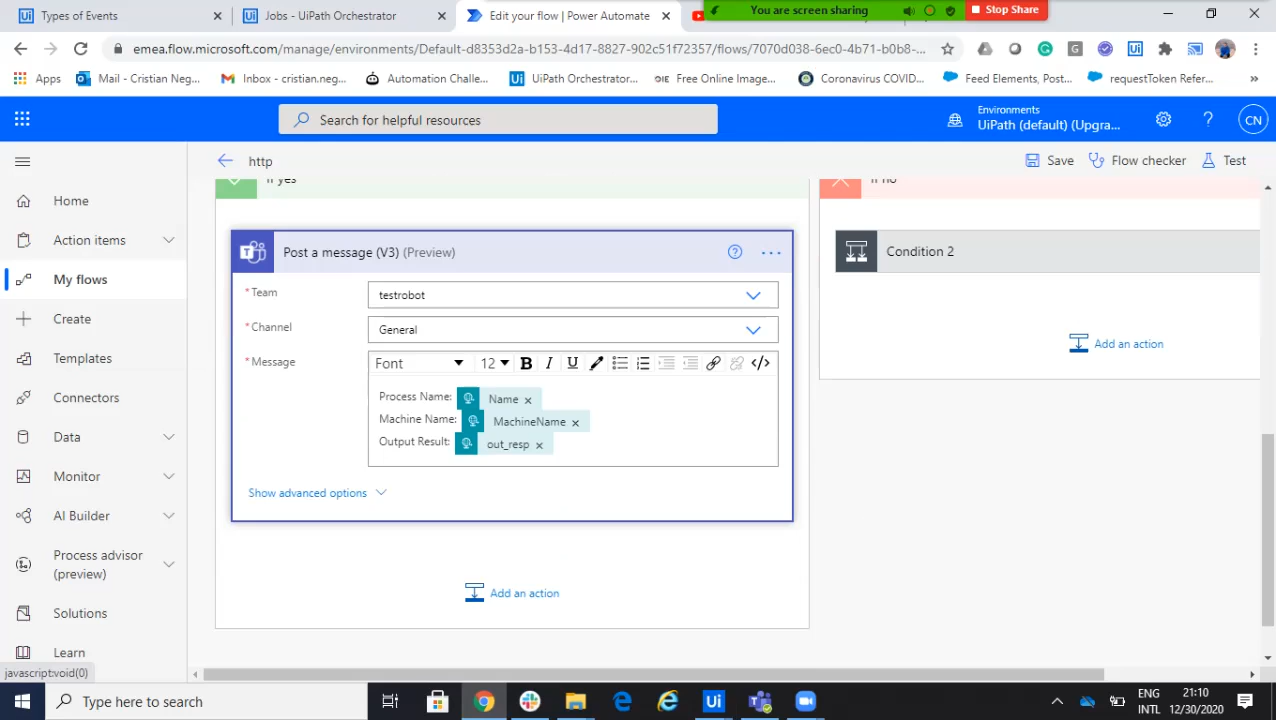 Types of Events
Jobs - UiPath Orchestrator
Edit your flow | Power Automate
You are screen sharing
Stop Share
emea.flow.microsoft.com/manage/environments/Default-d8353d2a-b153-4d17-8827-902c51f72357/flows/7070d038-6ec0-4b71-b0b8-...
Apps
Mail - Cristian Neg...
Inbox - cristian.neg...
Automation Challe...
UiPath Orchestrator...
Free Online Image...
Coronavirus COVID...
Feed Elements, Post...
requestToken Refer...
Search for helpful resources
Environments
UiPath (default) (Upgra...
CN
http
Save
Flow checker
Test
Home
Action items
My flows
Create
Templates
Connectors
Data
Monitor
AI Builder
Process advisor
(preview)
Solutions
Learn
If yes
If no
Post a message (V3) (Preview)
Condition 2
* Team
testrobot
* Channel
General
Add an action
* Message
Font
12
B I U
Process Name: Name
Machine Name: MachineName
Output Result: out_resp
Show advanced options
Add an action
javascript:void(0)
Type here to search
ENG
INTL
21:10
12/30/2020